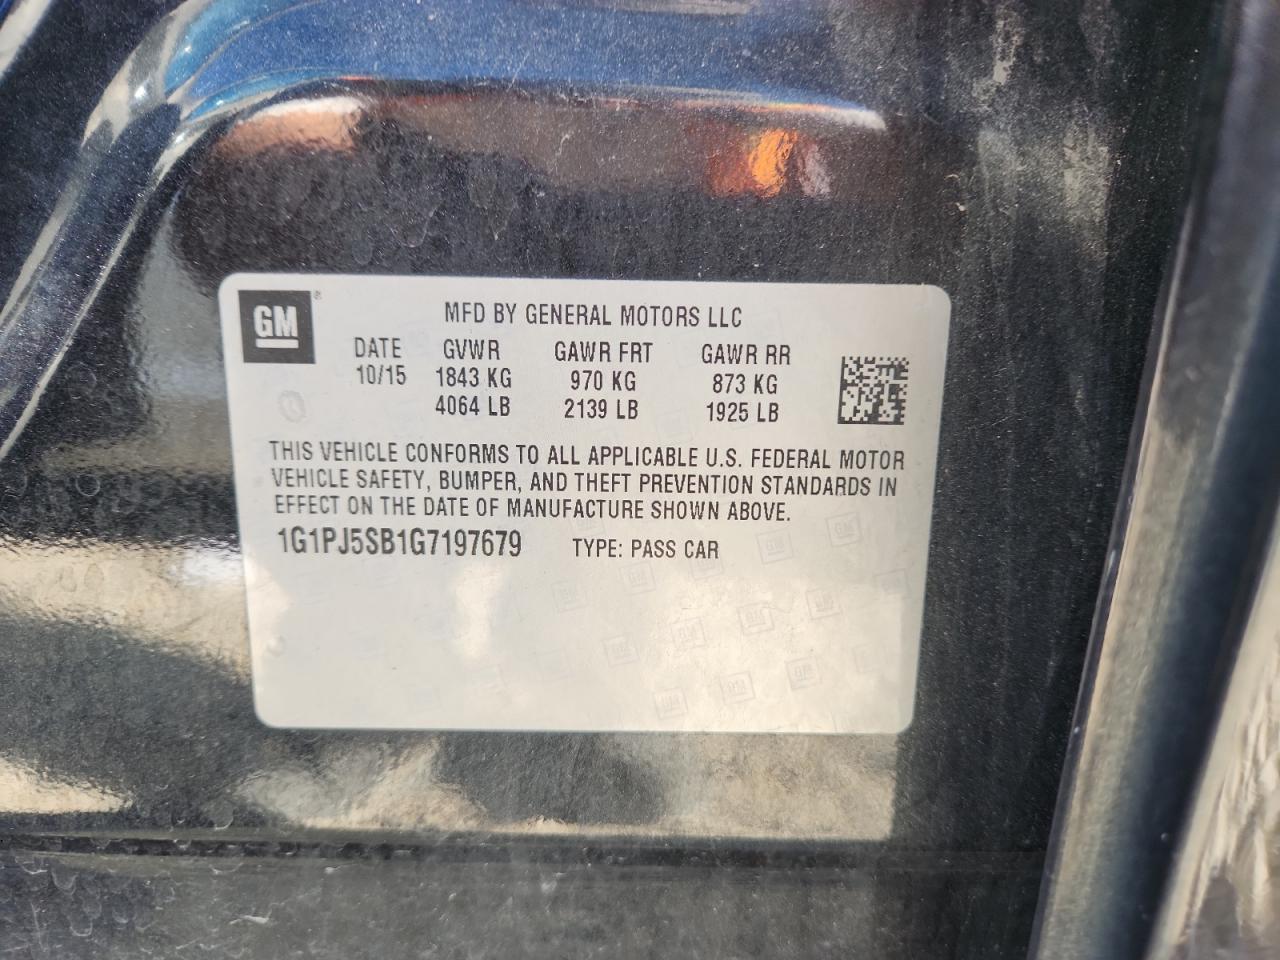 GM
MFD BY GENERAL MOTORS LLC
DATE GVWR GAWR FRT GAWR RR
10/15 1843 KG 970 KG 873 KG
4064 LB 2139 LB 1925 LB
THIS VEHICLE CONFORMS TO ALL APPLICABLE U.S. FEDERAL MOTOR
VEHICLE SAFETY, BUMPER, AND THEFT PREVENTION STANDARDS IN
EFFECT ON THE DATE OF MANUFACTURE SHOWN ABOVE.
1G1PJ5SB1G7197679 TYPE: PASS CAR